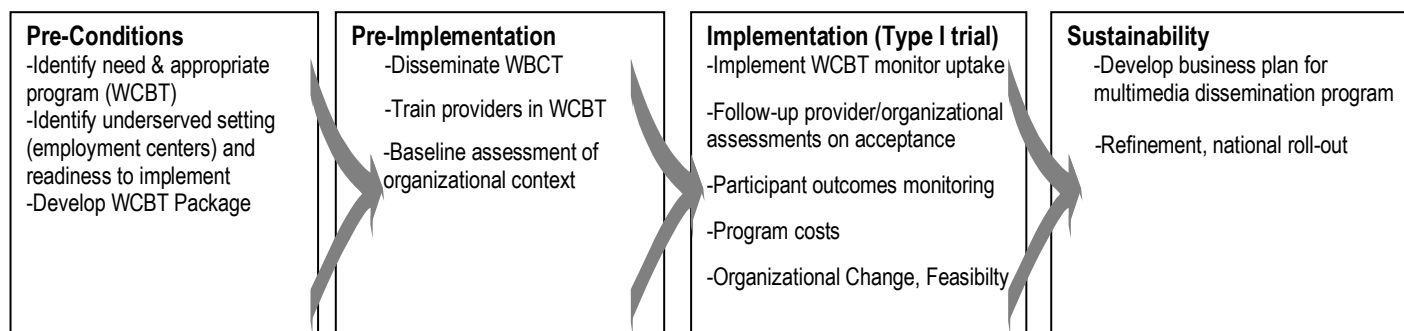 Pre-Conditions
-Identify need & appropriate
program (WCBT)
-Identify underserved setting
(employment centers) and
readiness to implement
-Develop WCBT Package
Pre-Implementation
-Disseminate WBCT
-Train providers in WCBT
-Baseline assessment of
organizational context
Implementation (Type I trial)
-Implement WCBT monitor uptake
-Follow-up provider/organizational
assessments on acceptance
-Participant outcomes monitoring
-Program costs
-Organizational Change, Feasibilty
Sustainability
-Develop business plan for
multimedia dissemination program
-Refinement, national roll-out